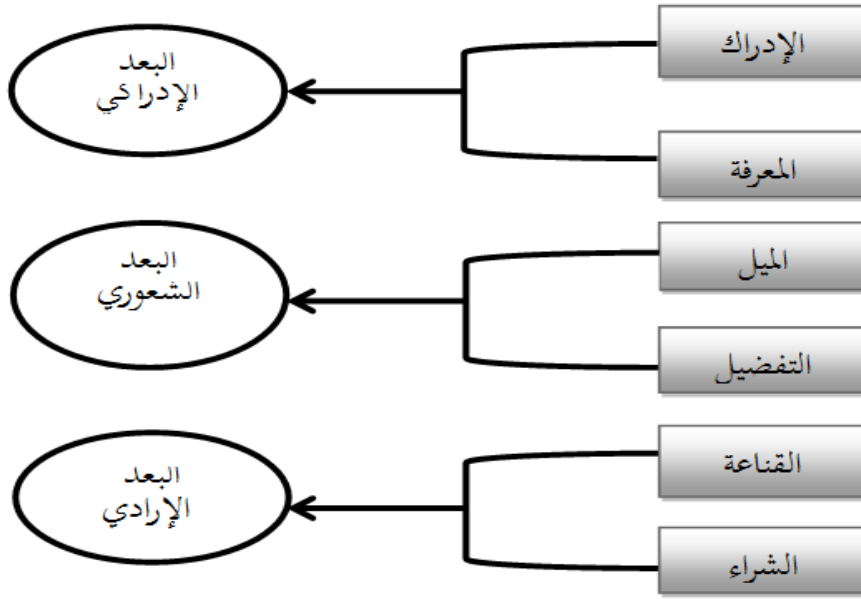 الإدراك
المعرفة
البعد
الإدراكي
الميل
التفضيل
البعد
الشعوري
القناعة
الشراء
البعد
الإرادي